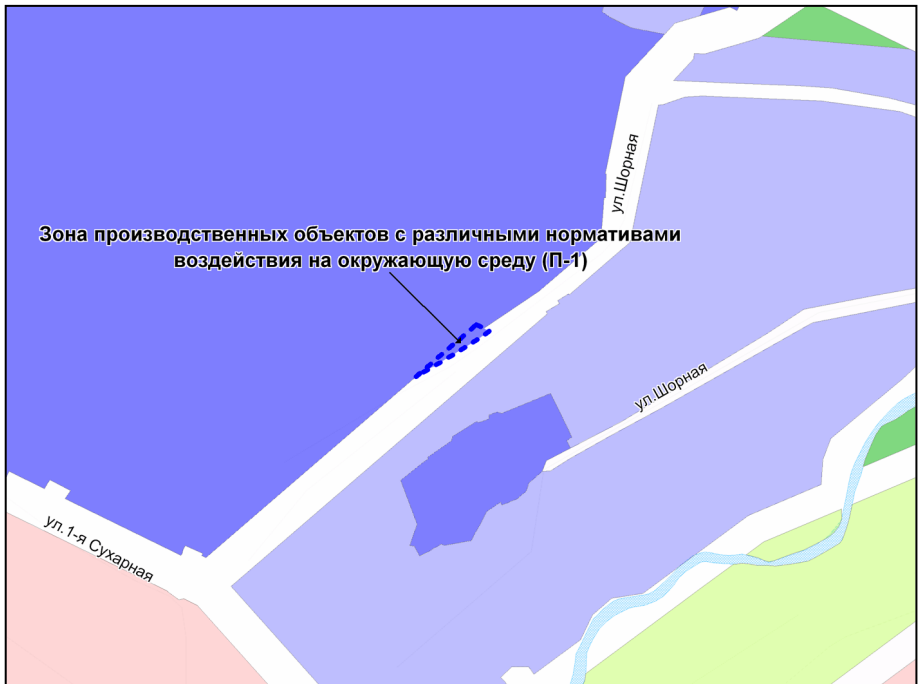 ул.Шорная
Зона производственных объектов с различными нормативами
воздействия на окружающую среду (П-1)
ул.Шорная
ул.1-я Сухарная